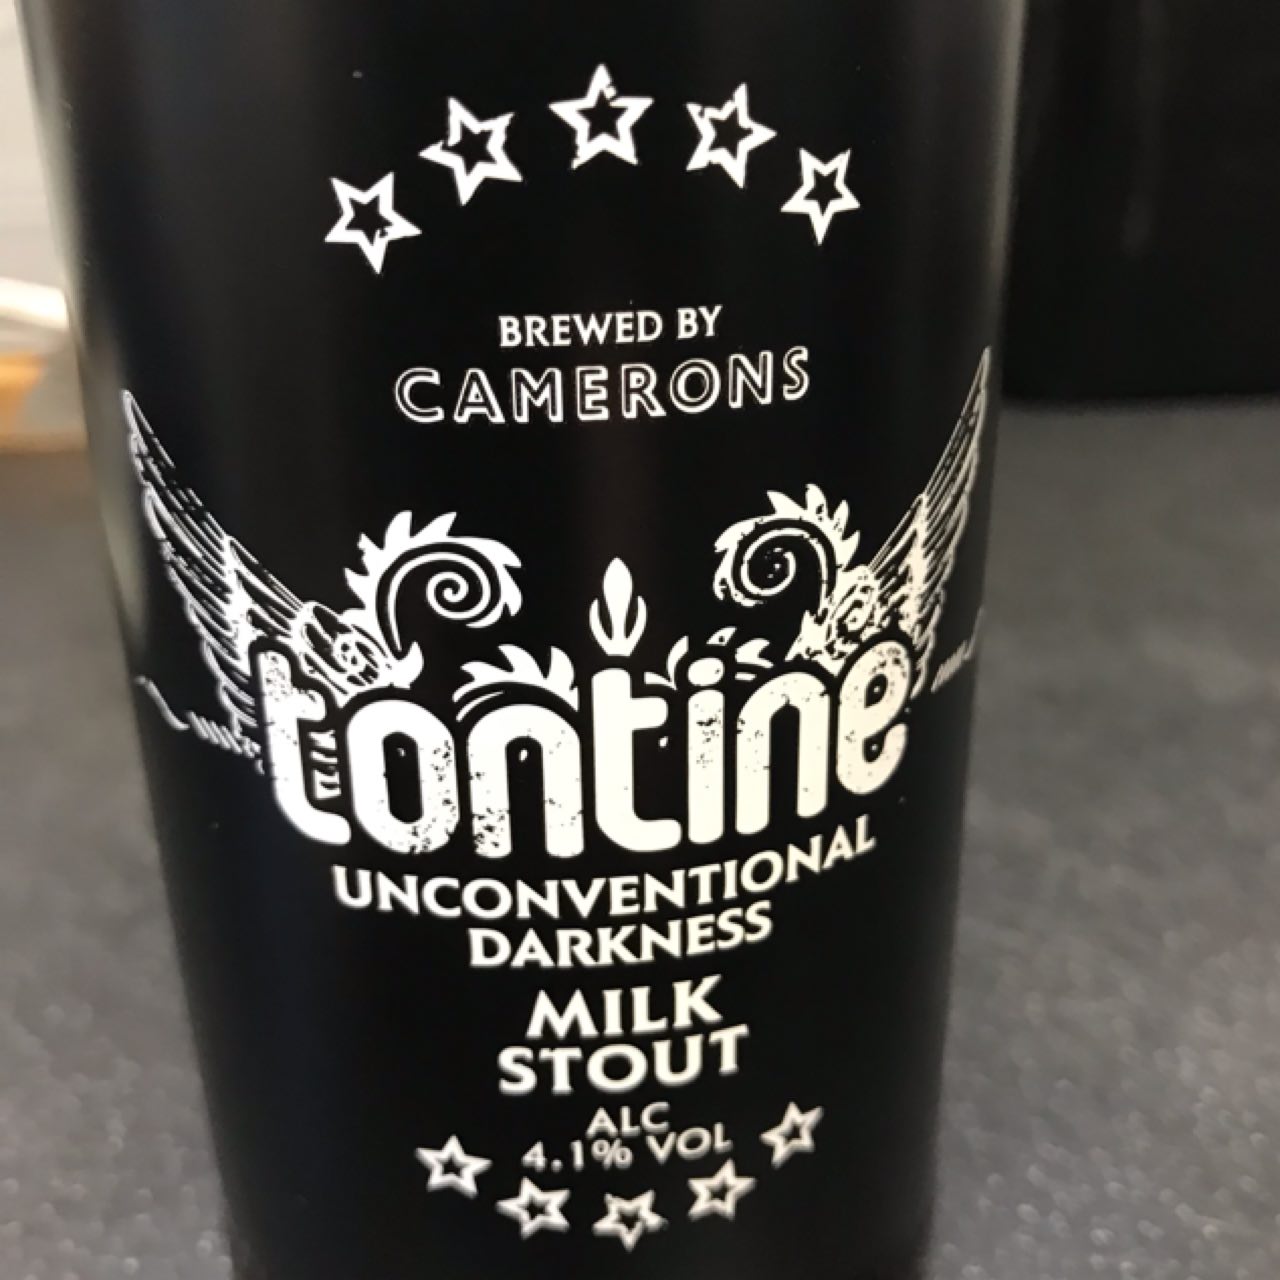 BREWED BY
CAMERONS
tontine
UNCONVENTIONAL
DARKNESS
MILK
STOUT
ALC
4.1% VOL